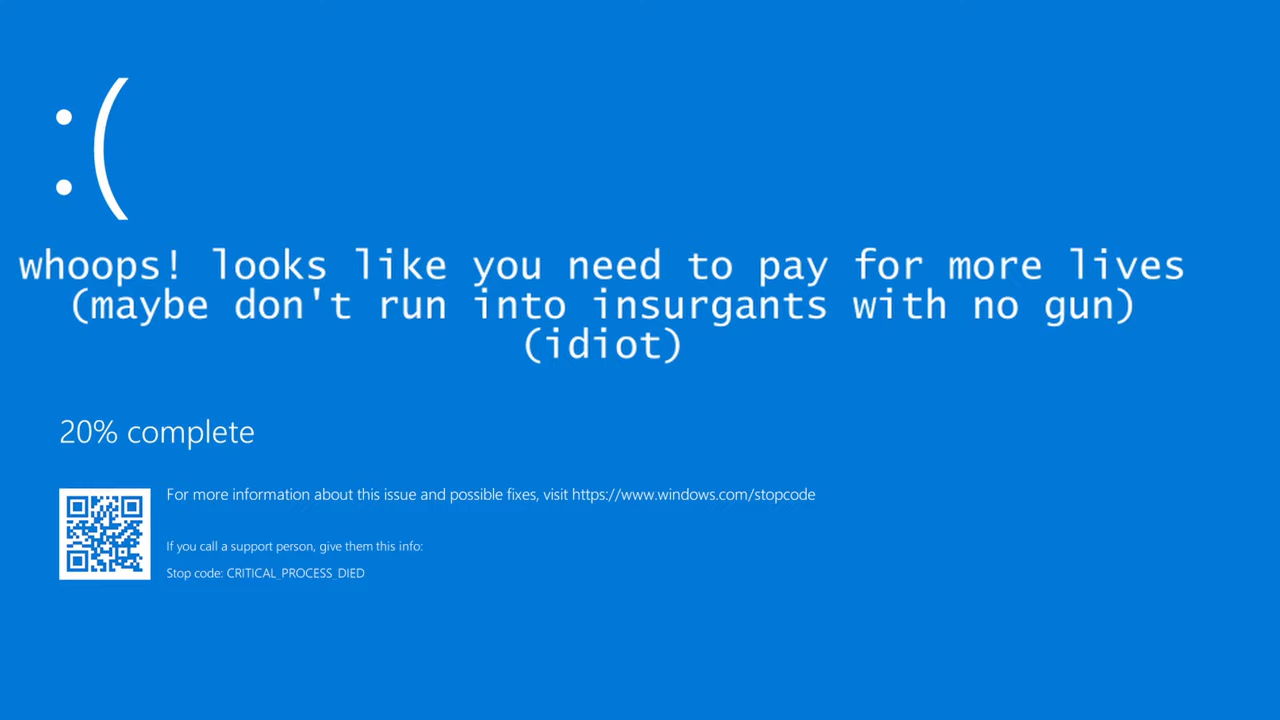 :(
whoops! looks like you need to pay for more lives
(maybe don't run into insurgants with no gun)
(idiot)
20% complete
For more information about this issue and possible fixes, visit https://www.windows.com/stopcode
If you call a support person, give them this info:
Stop code: CRITICAL_PROCESS_DIED